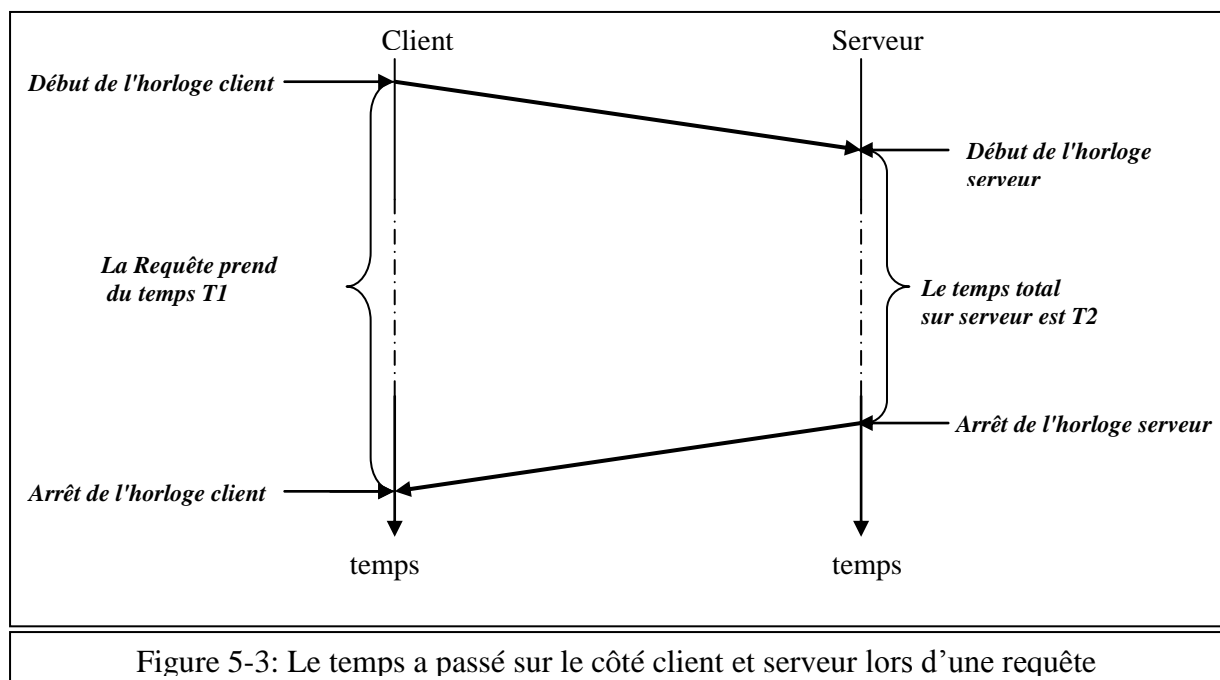 Client
Serveur
Début de l'horloge client
Début de l'horloge
serveur
La Requête prend
du temps T1
Le temps total
sur serveur est T2
Arrêt de l'horloge serveur
Arrêt de l'horloge client
temps
temps
Figure 5-3: Le temps a passé sur le côté client et serveur lors d’une requête